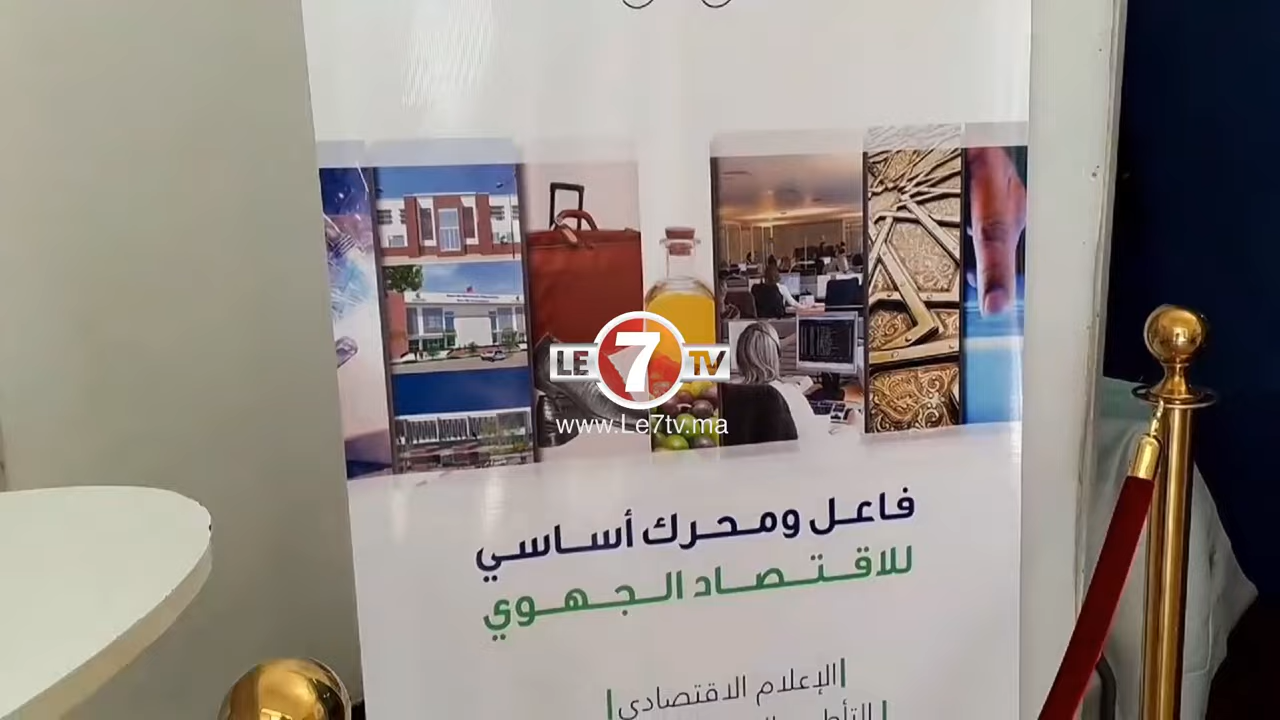 LE 7 TV
www.Le7tv.ma
فاعل ومحرك أساسي
للاقتصاد الجهوي
الإعلام الاقتصادي